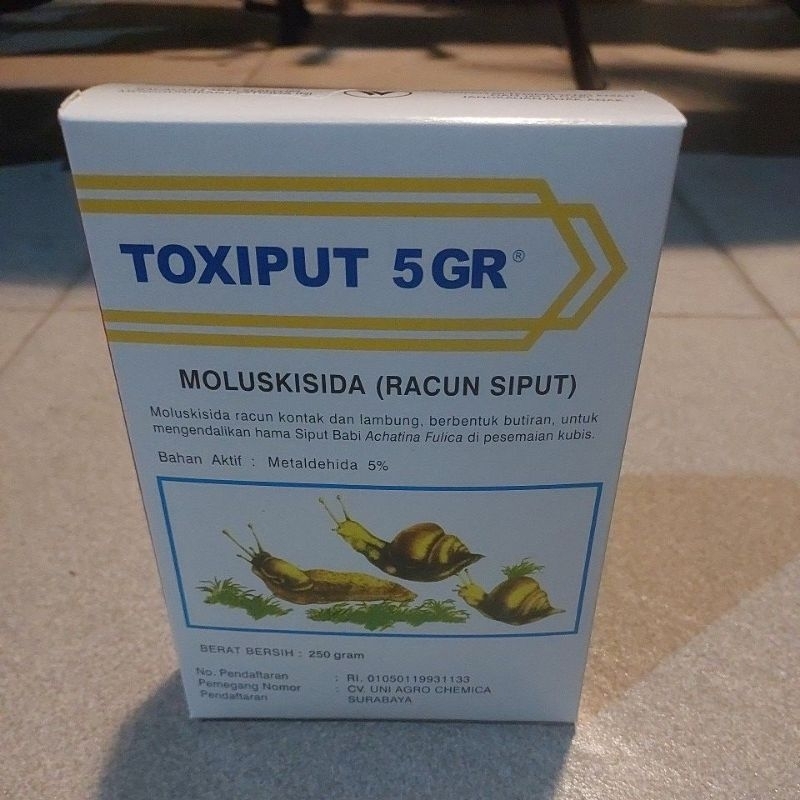 TOXIPUT 5GR®
MOLUSKISIDA (RACUN SIPUT)
Moluskisida racun kontak dan lambung, berbentuk butiran, untuk
mengendalikan hama Siput Babi Achatina Fulica di pesemaian kubis.
Bahan Aktif : Metaldehida 5%
BERAT BERSIH : 250 gram
No. Pendaftaran : RI. 01050119931133
Pemegang Nomor : CV. UNI AGRO CHEMICA
Pendaftaran SURABAYA